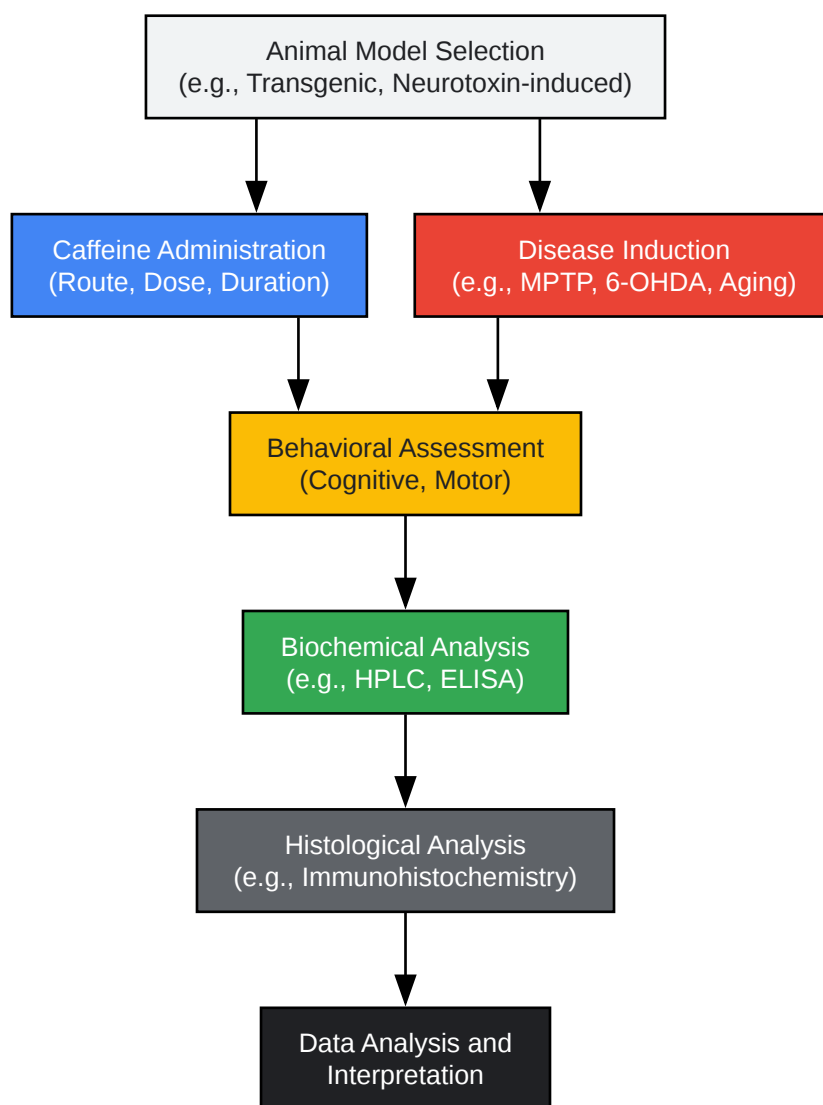 Animal Model Selection
(e.g., Transgenic, Neurotoxin-induced)
Caffeine Administration
(Route, Dose, Duration)
Disease Induction
(e.g., MPTP, 6-OHDA, Aging)
Behavioral Assessment
(Cognitive, Motor)
Biochemical Analysis
(e.g., HPLC, ELISA)
Histological Analysis
(e.g., Immunohistochemistry)
Data Analysis and
Interpretation